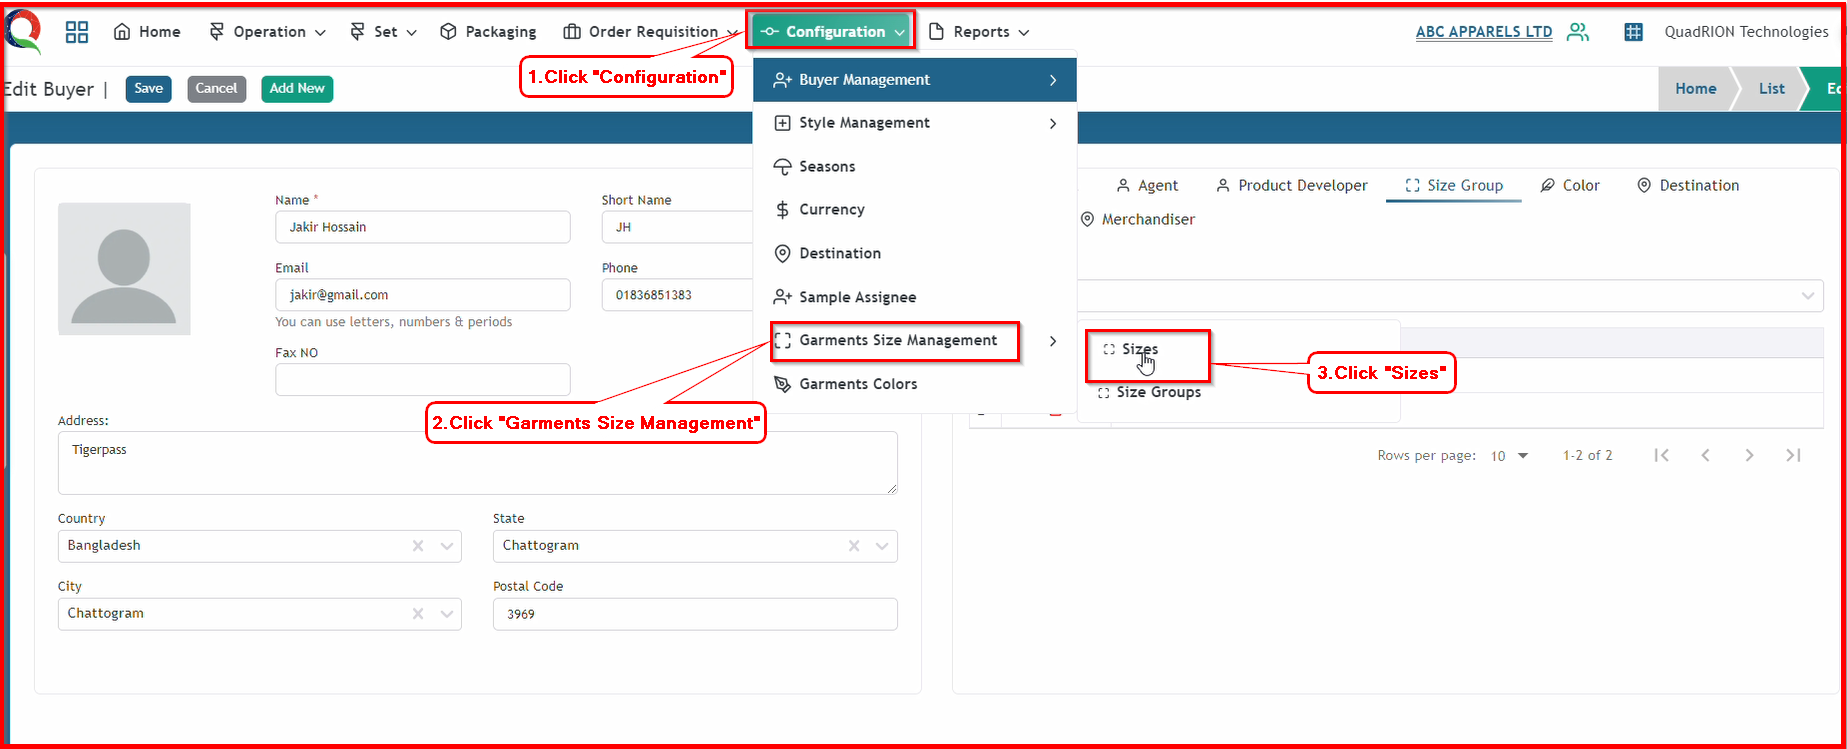 Home
Operation
Set
Packaging
Order Requisition
Configuration
Reports
ABC APPARELS LTD
QuadRION Technologies
1.Click "Configuration"
Edit Buyer |
Save
Cancel
Add New
Home
List
Buyer Management
Style Management
Seasons
Currency
Destination
Sample Assignee
Garments Size Management
Garments Colors
Sizes
Size Groups
2.Click "Garments Size Management"
3.Click "Sizes"
Name *
Jakir Hossain
Short Name
JH
Email
jakir@gmail.com
Phone
01836851383
You can use letters, numbers & periods
Fax NO
Address:
Tigerpass
Country
Bangladesh
State
Chattogram
City
Chattogram
Postal Code
3969
Agent
Product Developer
Size Group
Color
Destination
Merchandiser
Rows per page: 10
1-2 of 2